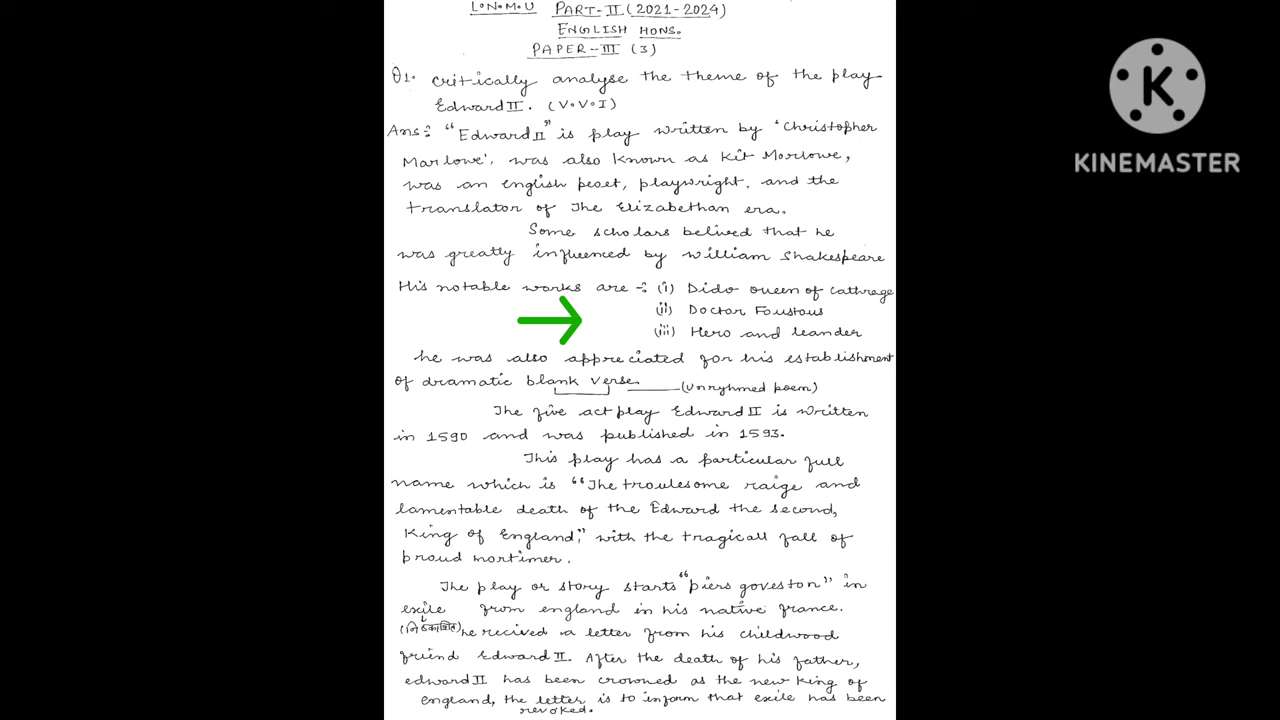 L.N.M.U PART-II (2021-2024)
ENGLISH HONS.
PAPER-III (3)
Q1. Critically analyse the theme of the play
Edward II. (V.V.I)
Ans:- "Edward II" is play written by 'Christopher
Marlowe', was also known as Kit Morlowe,
was an english peoet, playwright, and the
translator of The Elizabethan era.
Some scholars belived that he
was greatly influenced by William Shakespeare
His notable works are :- (i) Dido Queen of Cathrage
(ii) Doctor Foustous
(iii) Hero and leander
he was also appreciated for his establishment
of dramatic blank verse. (Unryhmed poem)
The five act play Edward II is written
in 1590 and was published in 1593.
This play has a particular full
name which is "The troulesome raige and
lamentable death of the Edward the second,
King of England," with the tragicall fall of
proud mortimer.
The play or story starts "piers goveston" in
exile from england in his native france.
he recived a letter from his childwood
friend Edward II. After the death of his father,
edward II has been crowned as the new king of
england, the letter is to inform that exile has been
revoked.
K
KINEMASTER